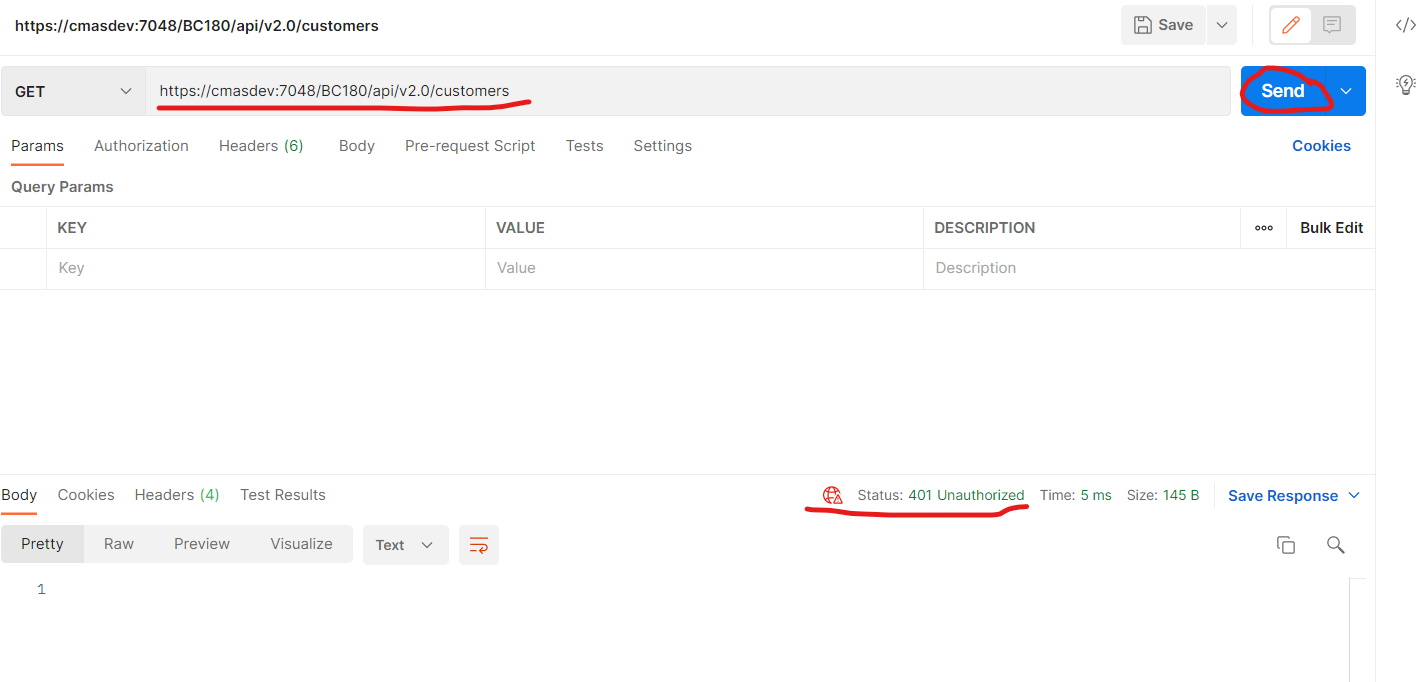 https://cmasdev:7048/BC180/api/v2.0/customers
Save
GET
https://cmasdev:7048/BC180/api/v2.0/customers
Send
Params Authorization Headers (6) Body Pre-request Script Tests Settings Cookies
Query Params
KEY VALUE DESCRIPTION ooo Bulk Edit
Key Value Description
Body Cookies Headers (4) Test Results Status: 401 Unauthorized Time: 5 ms Size: 145 B Save Response
Pretty Raw Preview Visualize Text
1